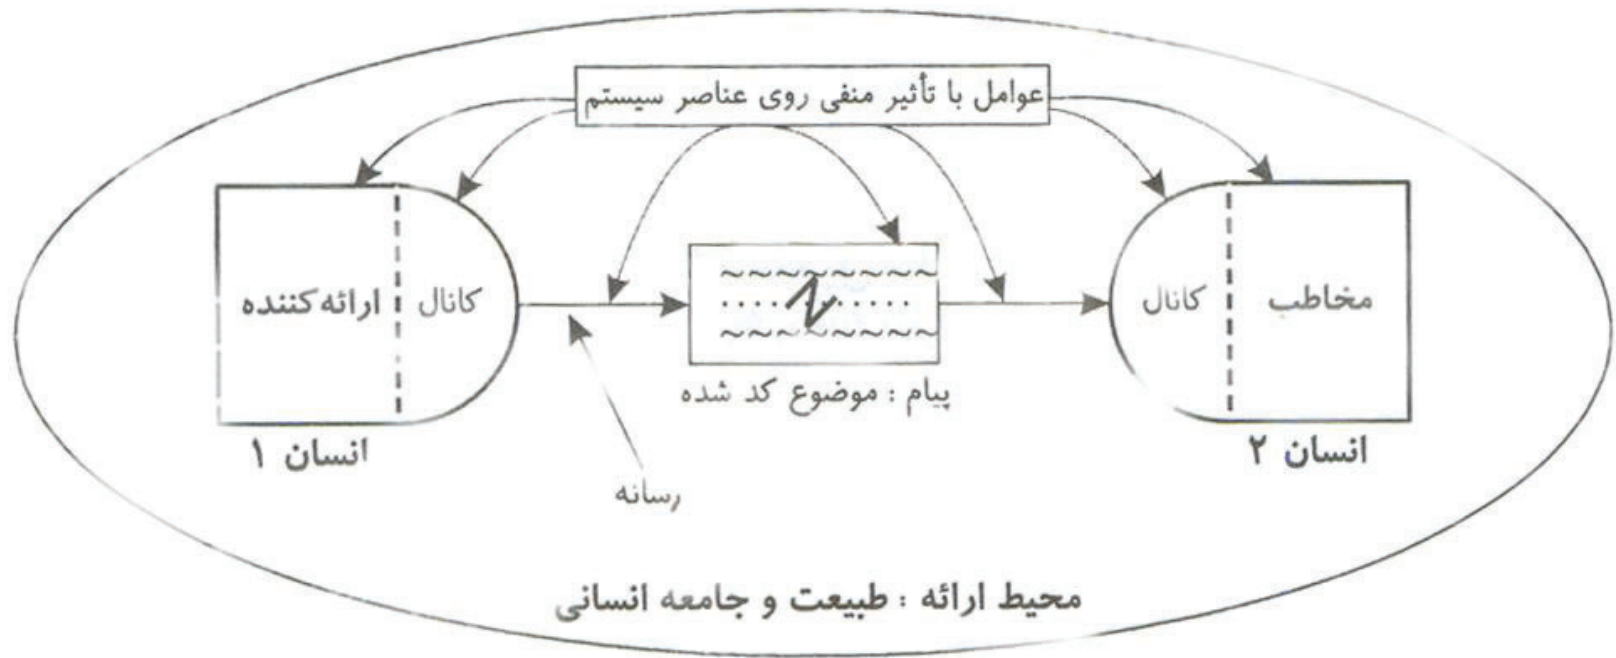 عوامل با تأثیر منفی روی عناصر سیستم
مخاطب
کانال
کانال
ارائه‌کننده
پیام : موضوع کد شده
انسان ۲
انسان ۱
رسانه
محیط ارائه : طبیعت و جامعه انسانی